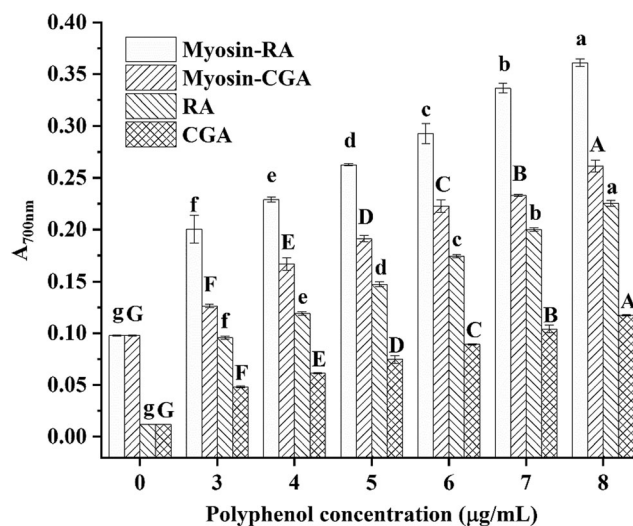 0.40
0.35
0.30
0.25
0.20
0.15
0.10
0.05
0.00
A700nm
Myosin-RA
Myosin-CGA
RA
CGA
g G
g G
f
F
f
F
e
E
e
E
d
D
d
D
c
C
c
C
b
B
b
B
a
A
a
A
0 3 4 5 6 7 8
Polyphenol concentration (μg/mL)